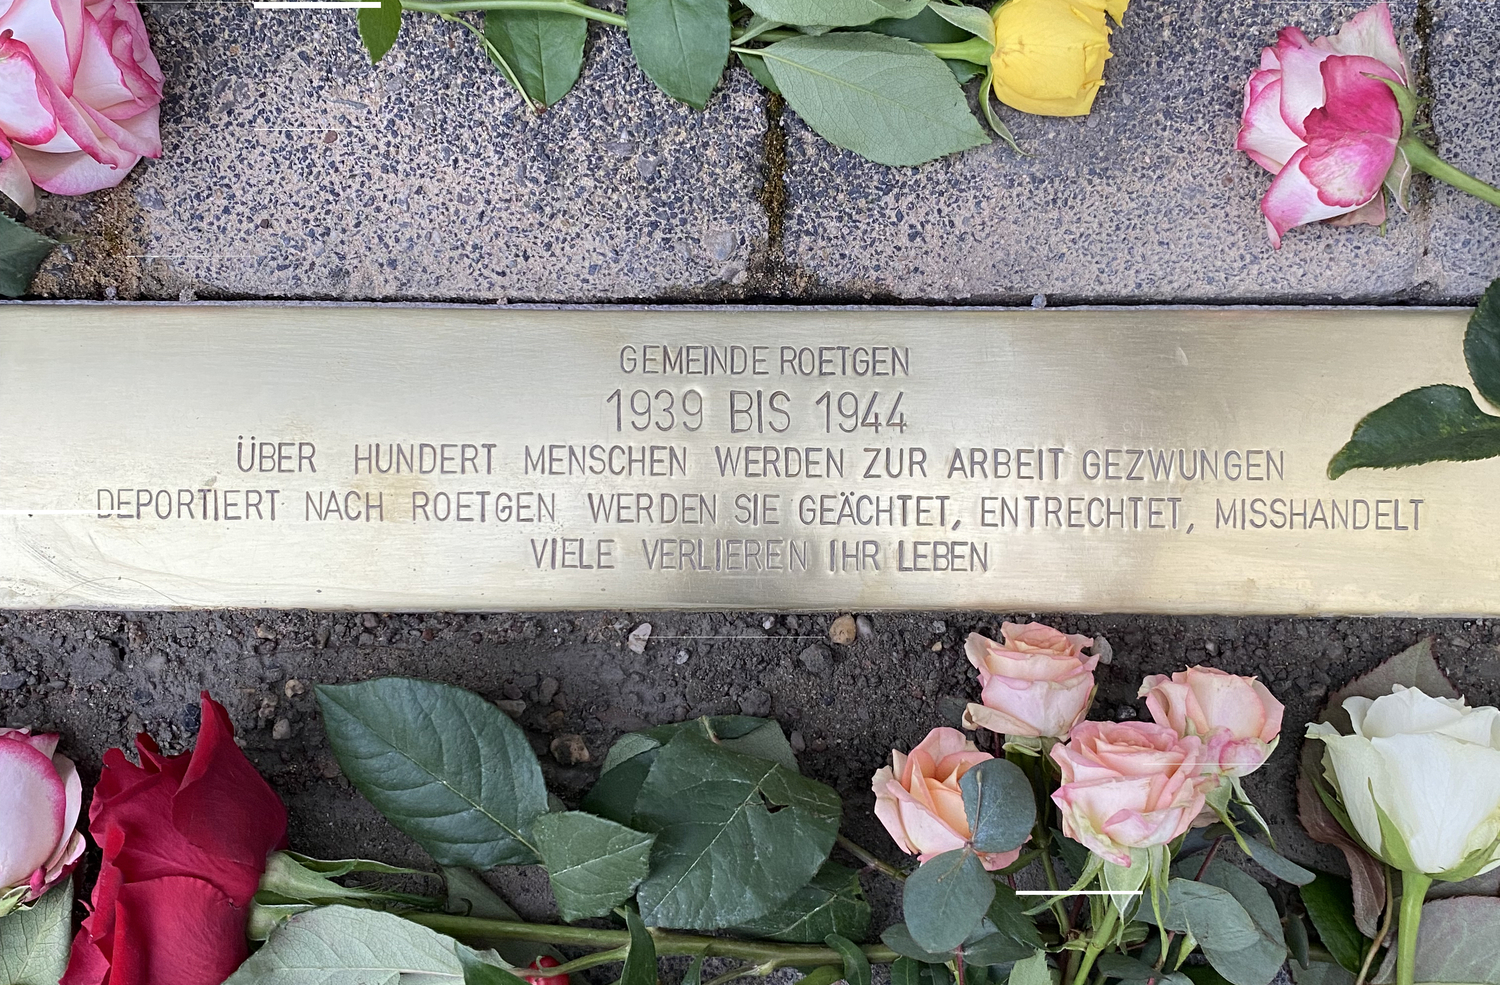 GEMEINDE ROETGEN
1939 BIS 1944
ÜBER HUNDERT MENSCHEN WERDEN ZUR ARBEIT GEZWUNGEN
DEPORTIERT NACH ROETGEN WERDEN SIE GEÄCHTET, ENTRECHTET, MISSHANDELT
VIELE VERLIEREN IHR LEBEN